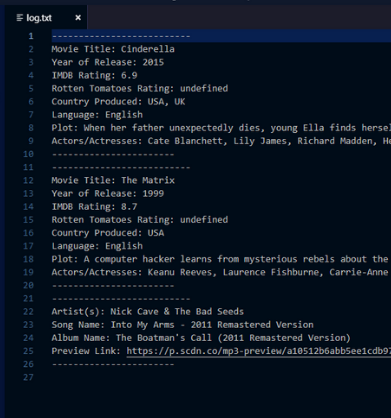 log.txt ×
1 --------------------------
2 Movie Title: Cinderella
3 Year of Release: 2015
4 IMDB Rating: 6.9
5 Rotten Tomatoes Rating: undefined
6 Country Produced: USA, UK
7 Language: English
8 Plot: When her father unexpectedly dies, young Ella finds
9 Actors/Actresses: Cate Blanchett, Lily James, Richard Madden,
10 -----------------------
11 --------------------------
12 Movie Title: The Matrix
13 Year of Release: 1999
14 IMDB Rating: 8.7
15 Rotten Tomatoes Rating: undefined
16 Country Produced: USA
17 Language: English
18 Plot: A computer hacker learns from mysterious rebels about the
19 Actors/Actresses: Keanu Reeves, Laurence Fishburne, Carrie-Anne
20 -----------------------
21 --------------------------
22 Artist(s): Nick Cave & The Bad Seeds
23 Song Name: Into My Arms - 2011 Remastered Version
24 Album Name: The Boatman's Call (2011 Remastered Version)
25 Preview Link: https://p.scdn.co/mp3-preview/a10512b6abb5ee1cdb97
26 -----------------------
27